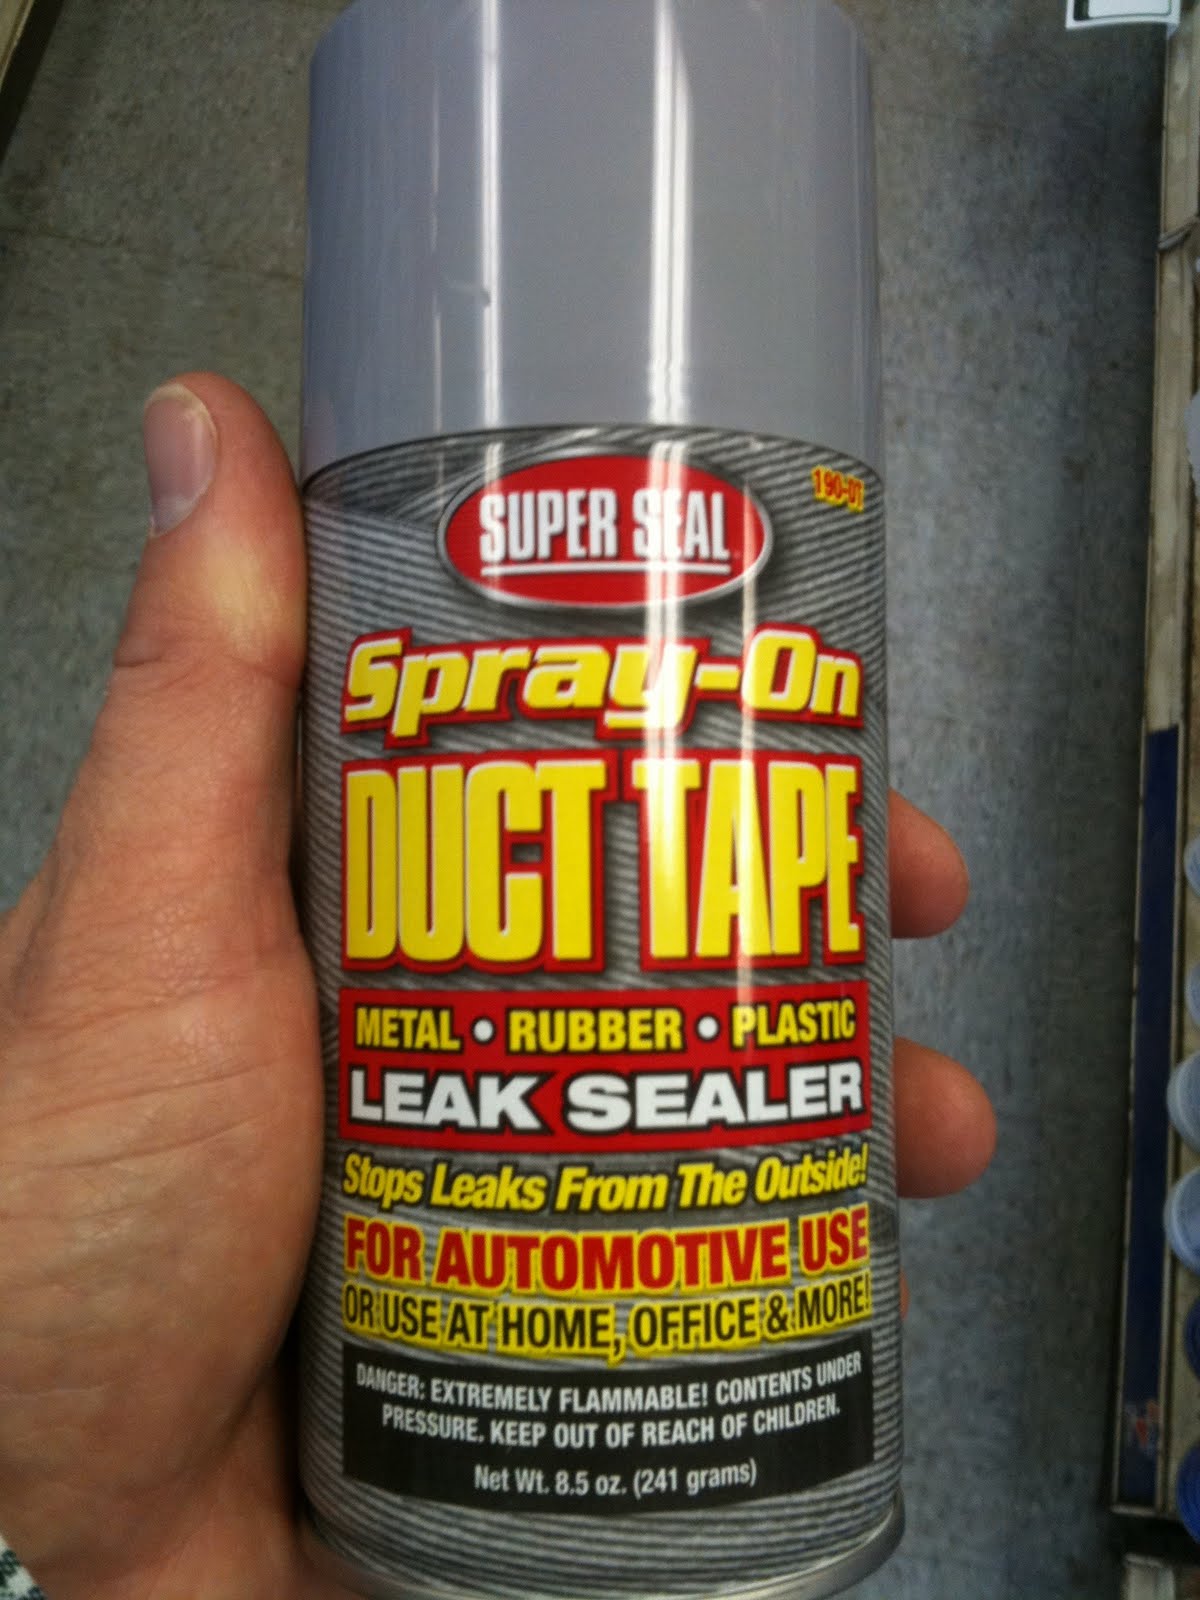 SUPER SEAL
190-DT
Spray-On
DUCT TAPE
METAL • RUBBER • PLASTIC
LEAK SEALER
Stops Leaks From The Outside!
FOR AUTOMOTIVE USE
OR USE AT HOME, OFFICE & MORE!
DANGER: EXTREMELY FLAMMABLE! CONTENTS UNDER
PRESSURE. KEEP OUT OF REACH OF CHILDREN.
Net Wt. 8.5 oz. (241 grams)